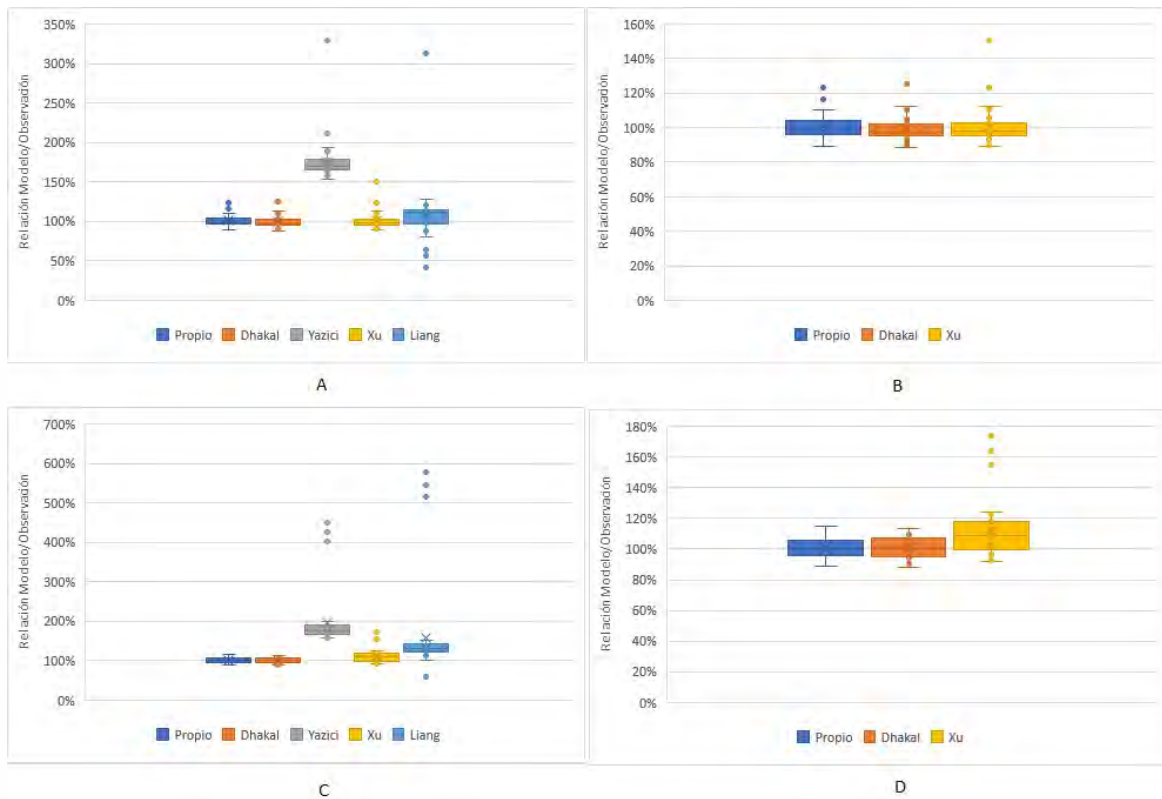 350%
300%
250%
200%
150%
100%
50%
0%
Relación Modelo/Observación
Propio Dhakal Yazici Xu Liang
A
160%
140%
120%
100%
80%
60%
40%
20%
0%
Relación Modelo/Observación
Propio Dhakal Xu
B
700%
600%
500%
400%
300%
200%
100%
0%
Relación Modelo/Observación
Propio Dhakal Yazici Xu Liang
C
180%
160%
140%
120%
100%
80%
60%
40%
20%
0%
Relación Modelo/Observación
Propio Dhakal Xu
D